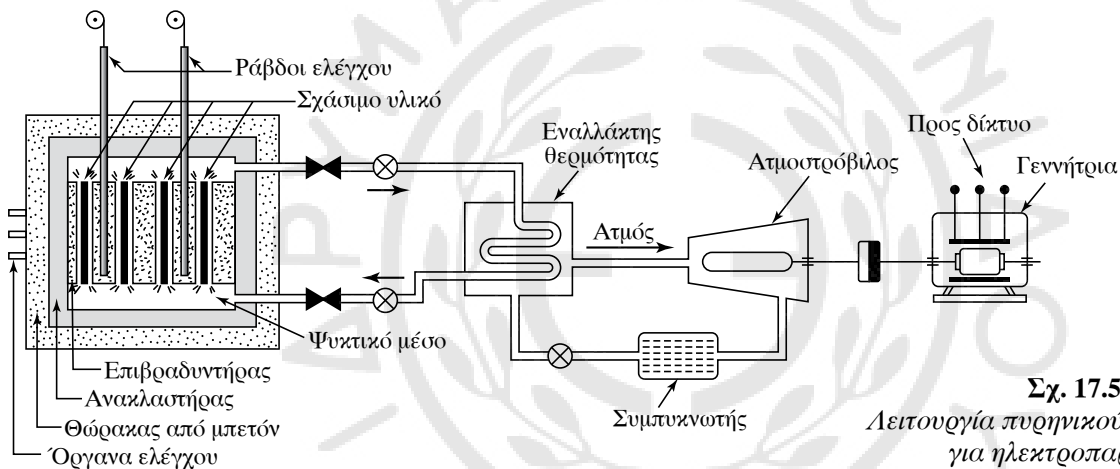 Ράβδοι ελέγχου
Σχάσιμο υλικό
Εναλλάκτης
θερμότητας
Ατμοστρόβιλος
Προς δίκτυο
Γεννήτρια
Ατμός
Ψυκτικό μέσο
Επιβραδυντήρας
Ανακλαστήρας
Θώρακας από μπετόν
Όργανα ελέγχου
Συμπυκνωτής
Σχ. 17.5
Λειτουργία πυρηνικού
για ηλεκτροπα